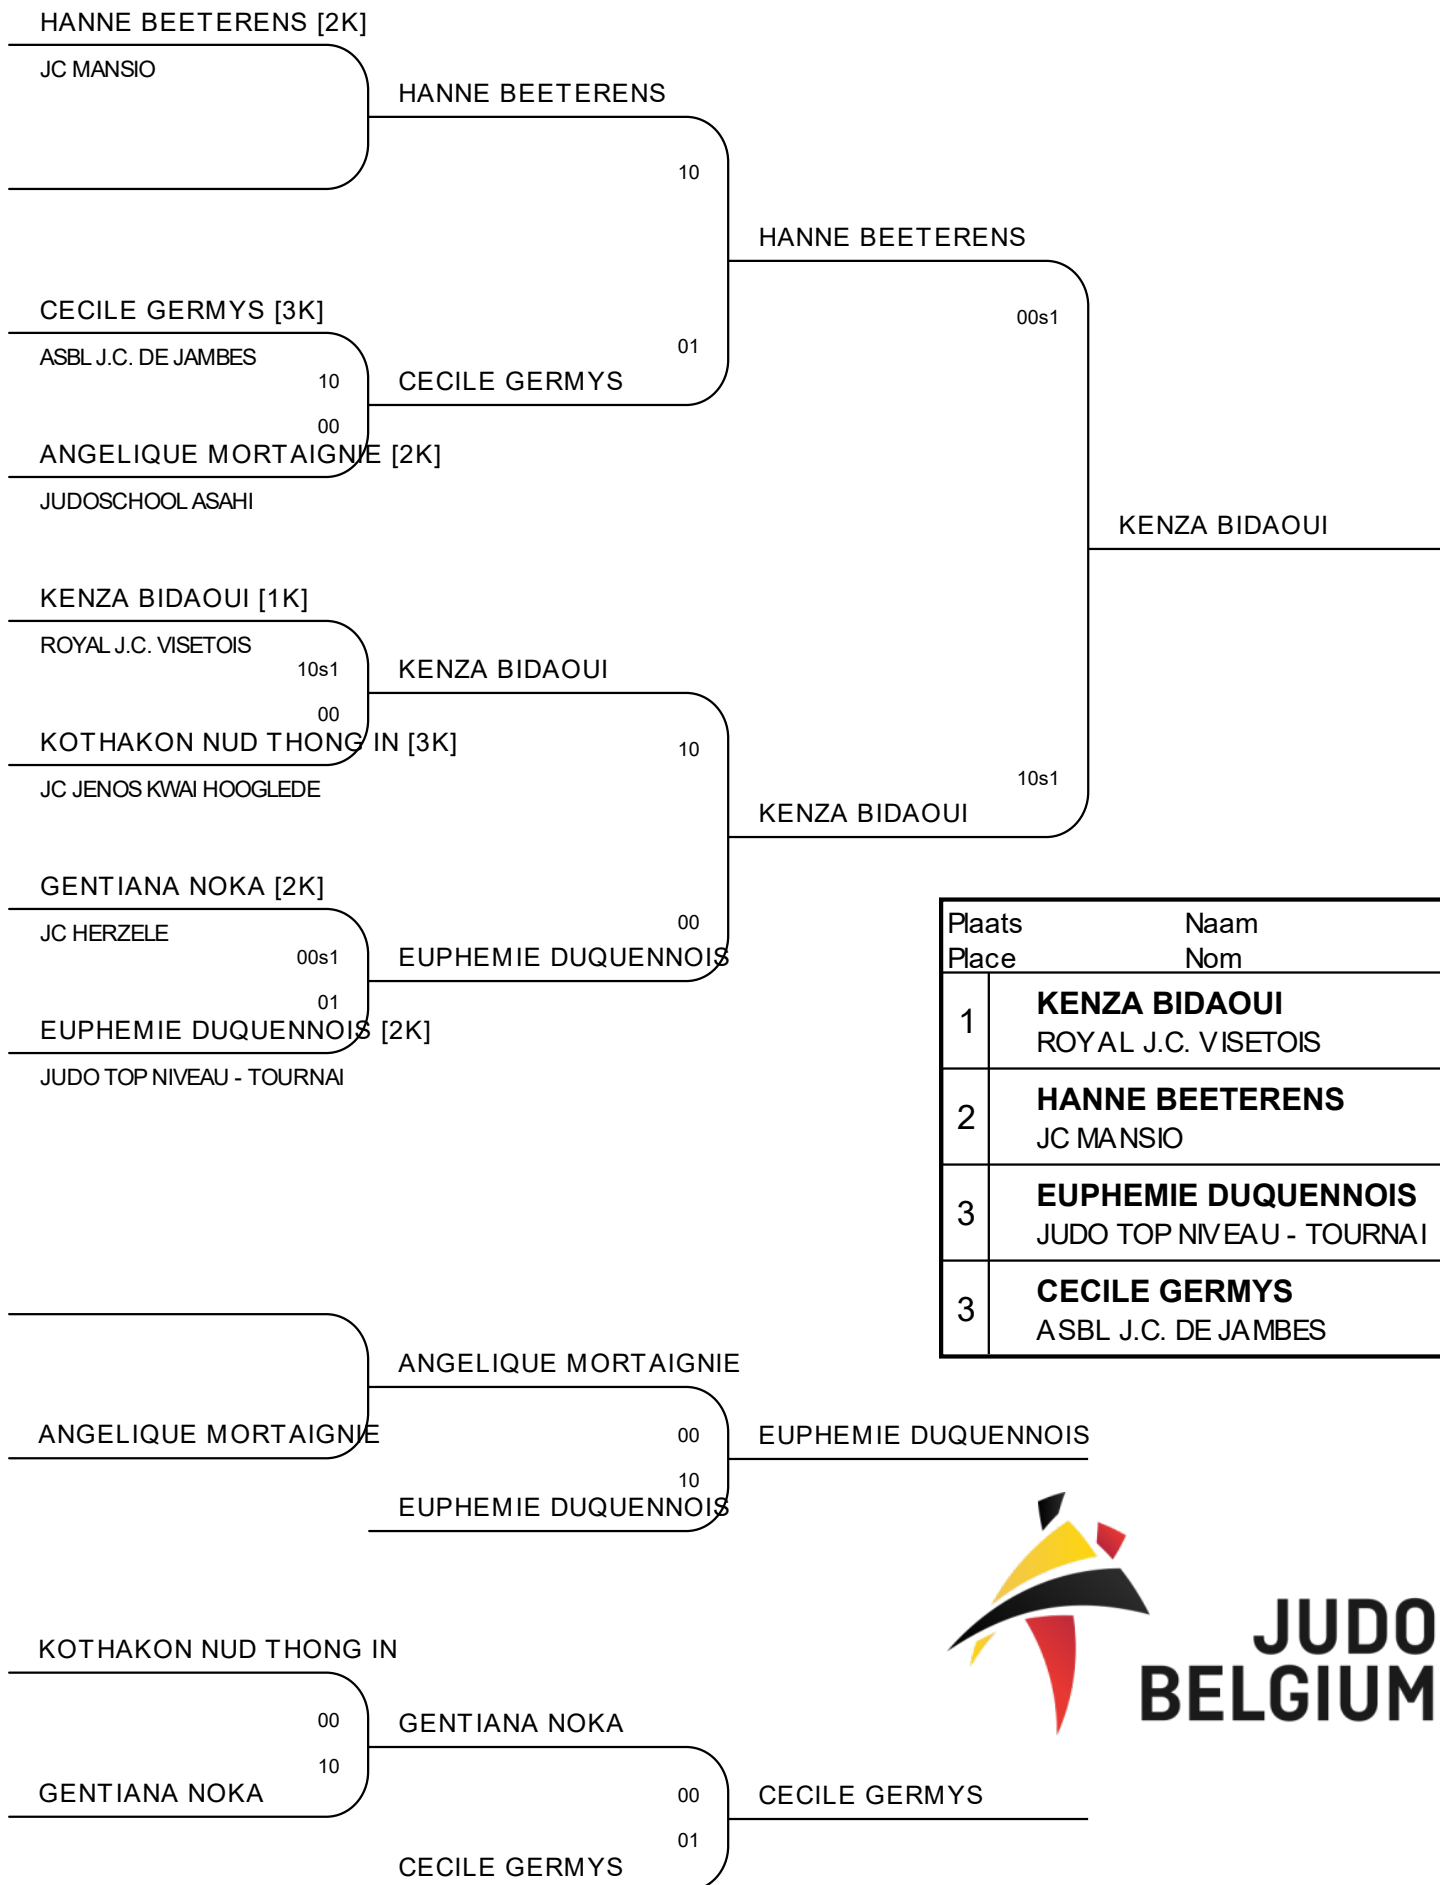 HANNE BEETERENS [2K]
JC MANSIO
HANNE BEETERENS
10
HANNE BEETERENS
CECILE GERMYS [3K]
00s1
01
ASBL J.C. DE JAMBES
10
CECILE GERMYS
00
ANGELIQUE MORTAIGNIE [2K]
JUDOSCHOOL ASAHI
KENZA BIDAOUI
KENZA BIDAOUI [1K]
ROYAL J.C. VISETOIS
10s1
KENZA BIDAOUI
00
KOTHAKON NUD THONG IN [3K]
10
JC JENOS KWAI HOOGLEDE
10s1
KENZA BIDAOUI
GENTIANA NOKA [2K]
JC HERZELE
00
00s1
EUPHEMIE DUQUENNOIS
01
EUPHEMIE DUQUENNOIS [2K]
JUDO TOP NIVEAU - TOURNAI
Plaats Naam
Place Nom
1 KENZA BIDAOUI
ROYAL J.C. VISETOIS
2 HANNE BEETERENS
JC MANSIO
3 EUPHEMIE DUQUENNOIS
JUDO TOP NIVEAU - TOURNAI
3 CECILE GERMYS
ASBL J.C. DE JAMBES
ANGELIQUE MORTAIGNIE
ANGELIQUE MORTAIGNIE
00
EUPHEMIE DUQUENNOIS
10
EUPHEMIE DUQUENNOIS
JUDO
BELGIUM
KOTHAKON NUD THONG IN
00
GENTIANA NOKA
10
GENTIANA NOKA
00
CECILE GERMYS
01
CECILE GERMYS